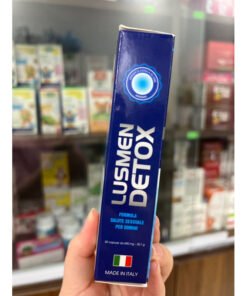 LUSMEN
DETOX
FORMULA
SALUTE SESSUALE
PER UOMINI
MADE IN ITALY